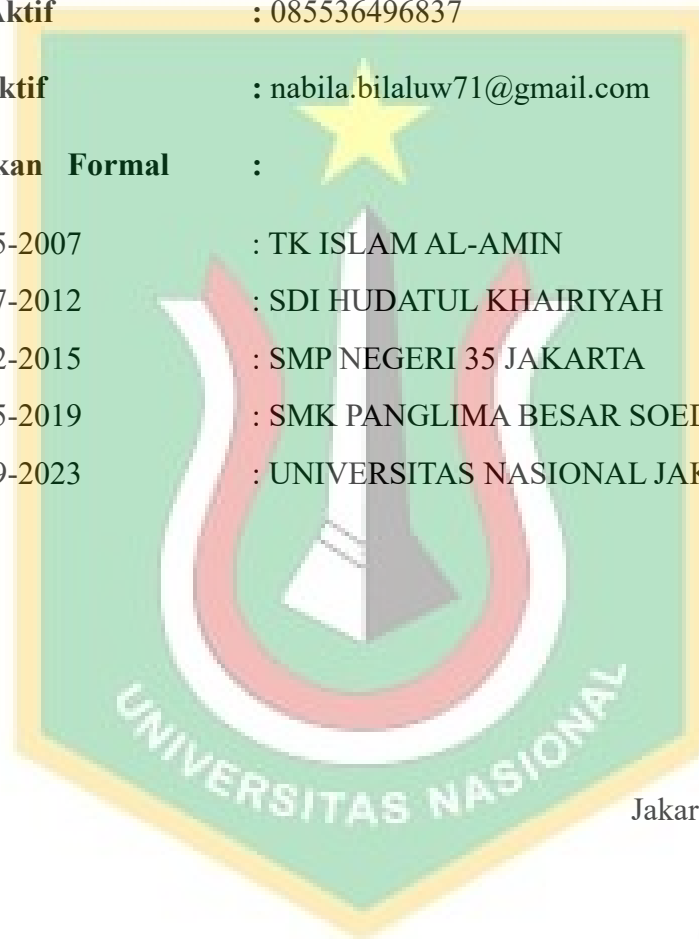 Aktif : 085536496837
ktif : nabila.bilaluw71@gmail.com
kan Formal :
5-2007 : TK ISLAM AL-AMIN
7-2012 : SDI HUDATUL KHAIRIYAH
2-2015 : SMP NEGERI 35 JAKARTA
5-2019 : SMK PANGLIMA BESAR SOED
9-2023 : UNIVERSITAS NASIONAL JAK
UNIVERSITAS NASIONAL
Jakar